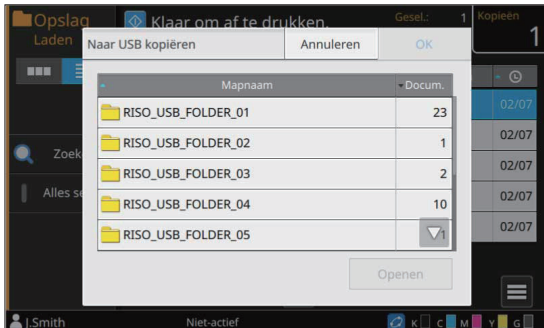 Opslag
Laden
Klaar om af te drukken.
Gesel.: 1
Kopieën
1
Naar USB kopiëren
Annuleren
OK
Mapnaam
Docum.
RISO_USB_FOLDER_01 23
RISO_USB_FOLDER_02 1
RISO_USB_FOLDER_03 2
RISO_USB_FOLDER_04 10
RISO_USB_FOLDER_05 1
Zoek
Alles se
02/07
02/07
02/07
02/07
02/07
Openen
J.Smith
Niet-actief
K C M Y G